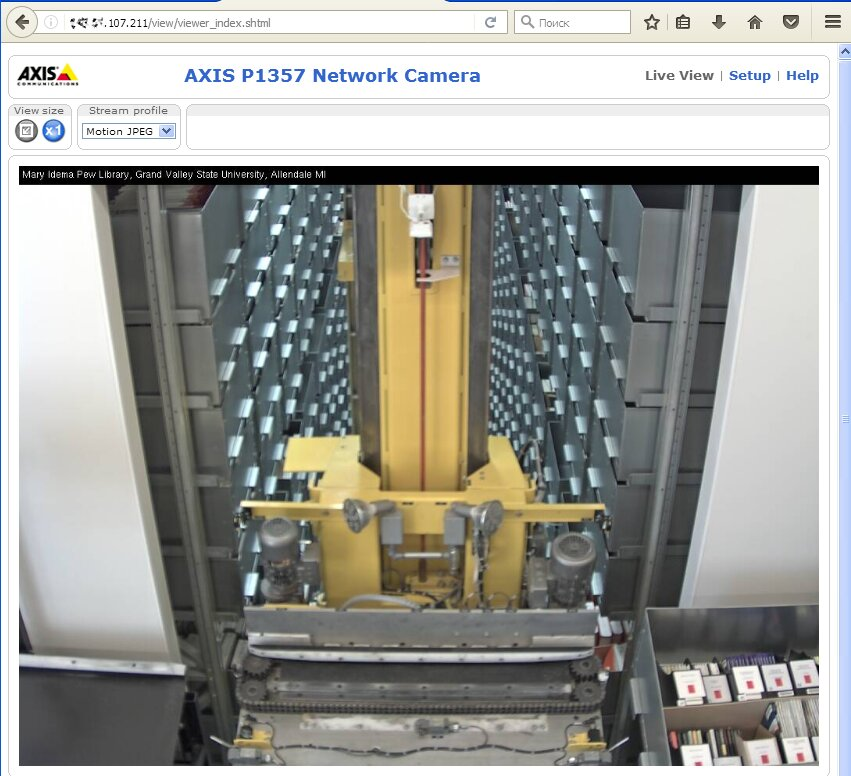 .107.211/view/viewer_index.shtml
Поиск
AXIS
COMMUNICATIONS
AXIS P1357 Network Camera
Live View | Setup | Help
View size
Stream profile
x1
Motion JPEG
Mary Idema Pew Library, Grand Valley State University, Allendale MI